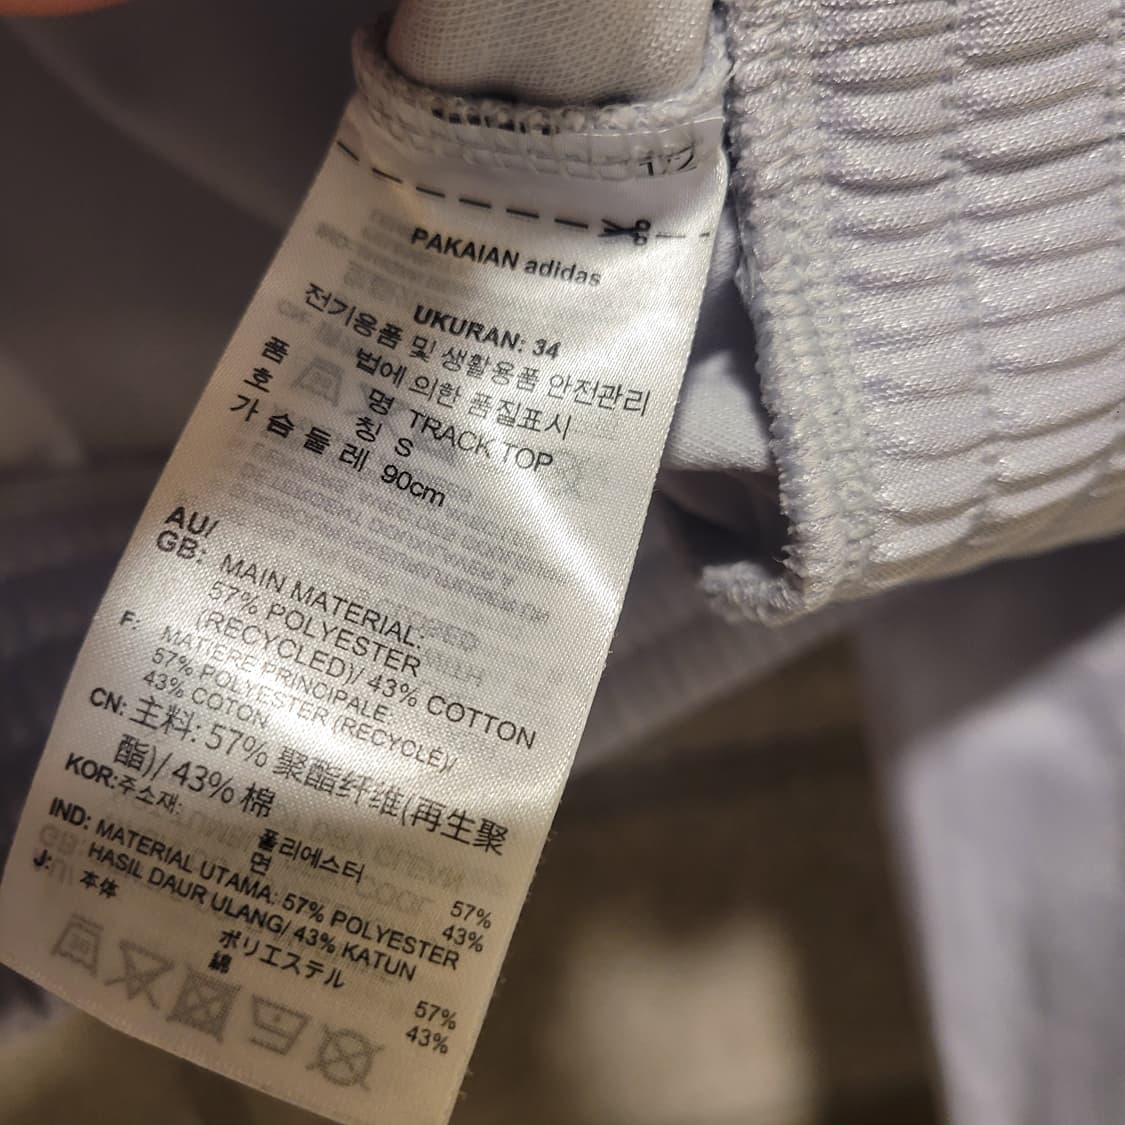 1/2
PAKAIAN adidas
UKURAN: 34
전기용품 및 생활용품 안전관리
법에 의한 품질표시
품 명 TRACK TOP
호 칭 S
가 슴 둘 레 90cm
AU/
GB: MAIN MATERIAL:
57% POLYESTER
(RECYCLED)/ 43% COTTON
F: MATIERE PRINCIPALE:
57% POLYESTER (RECYCLÉ)/
43% COTON
CN: 主料: 57% 聚酯纤维(再生聚
酯)/ 43% 棉
KOR: 주소재:
폴리에스터 57%
면 43%
IND: MATERIAL UTAMA: 57% POLYESTER
HASIL DAUR ULANG/ 43% KATUN
J: 本体
ポリエステル 57%
綿 43%